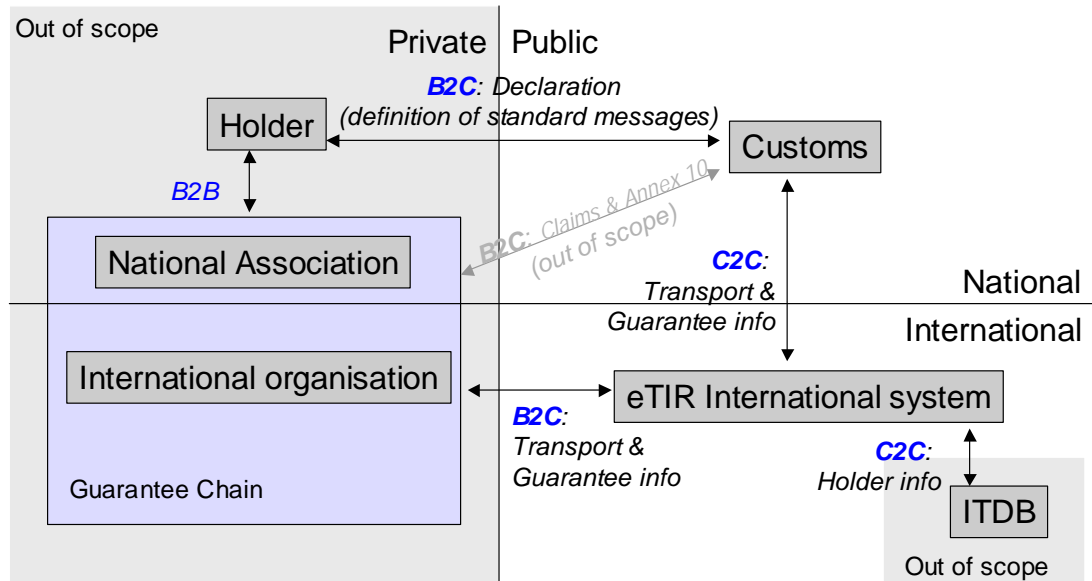 Out of scope
Private
Public
B2C: Declaration
(definition of standard messages)
Holder
Customs
B2B
B2C: Claims & Annex 10
(out of scope)
National Association
C2C:
Transport &
Guarantee info
National
International
International organisation
eTIR International system
B2C:
Transport &
Guarantee info
C2C:
Holder info
Guarantee Chain
ITDB
Out of scope